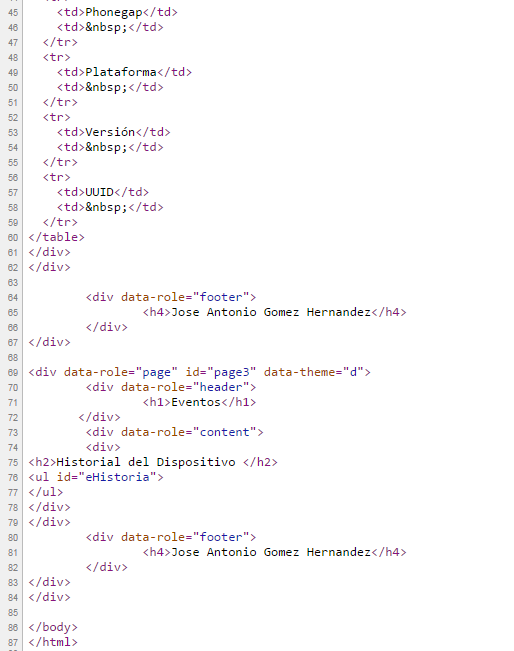 45 <td>Phonegap</td>
46 <td>&nbsp;</td>
47 </tr>
48 <tr>
49 <td>Plataforma</td>
50 <td>&nbsp;</td>
51 </tr>
52 <tr>
53 <td>Versión</td>
54 <td>&nbsp;</td>
55 </tr>
56 <tr>
57 <td>UUID</td>
58 <td>&nbsp;</td>
59 </tr>
60 </table>
61 </div>
62 </div>
63
64 <div data-role="footer">
65 <h4>Jose Antonio Gomez Hernandez</h4>
66 </div>
67 </div>
68
69 <div data-role="page" id="page3" data-theme="d">
70 <div data-role="header">
71 <h1>Eventos</h1>
72 </div>
73 <div data-role="content">
74 <div>
75 <h2>Historial del Dispositivo </h2>
76 <ul id="eHistoria">
77 </ul>
78 </div>
79 </div>
80 <div data-role="footer">
81 <h4>Jose Antonio Gomez Hernandez</h4>
82 </div>
83 </div>
84 </div>
85
86 </body>
87 </html>